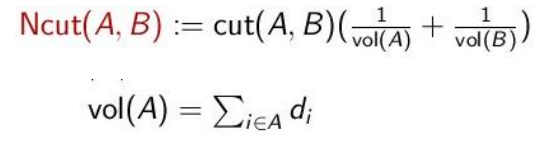 Ncut(A, B) := cut(A, B)(1/vol(A) + 1/vol(B))
vol(A) = ∑_{i∈A} d_i